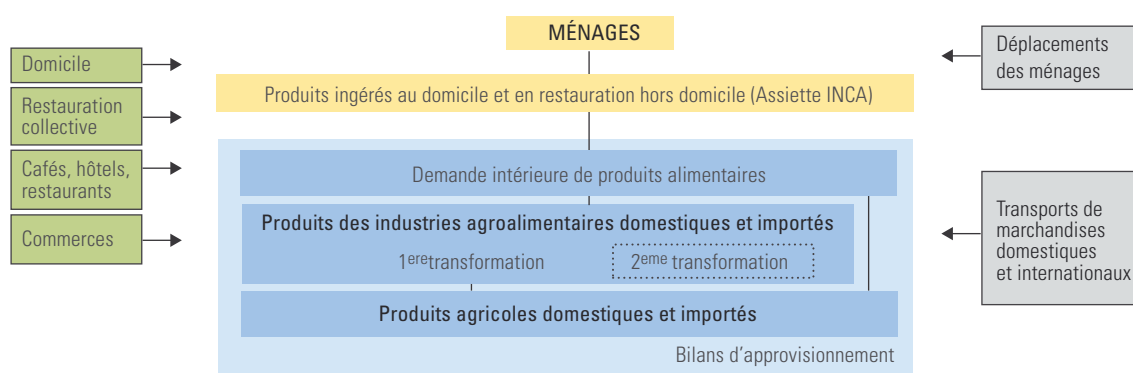 MÉNAGES
Domicile
Restauration
collective
Cafés, hôtels,
restaurants
Commerces
Produits ingérés au domicile et en restauration hors domicile (Assiette INCA)
Demande intérieure de produits alimentaires
Produits des industries agroalimentaires domestiques et importés
1ere transformation
2eme transformation
Produits agricoles domestiques et importés
Bilans d'approvisionnement
Déplacements
des ménages
Transports de
marchandises
domestiques
et internationaux